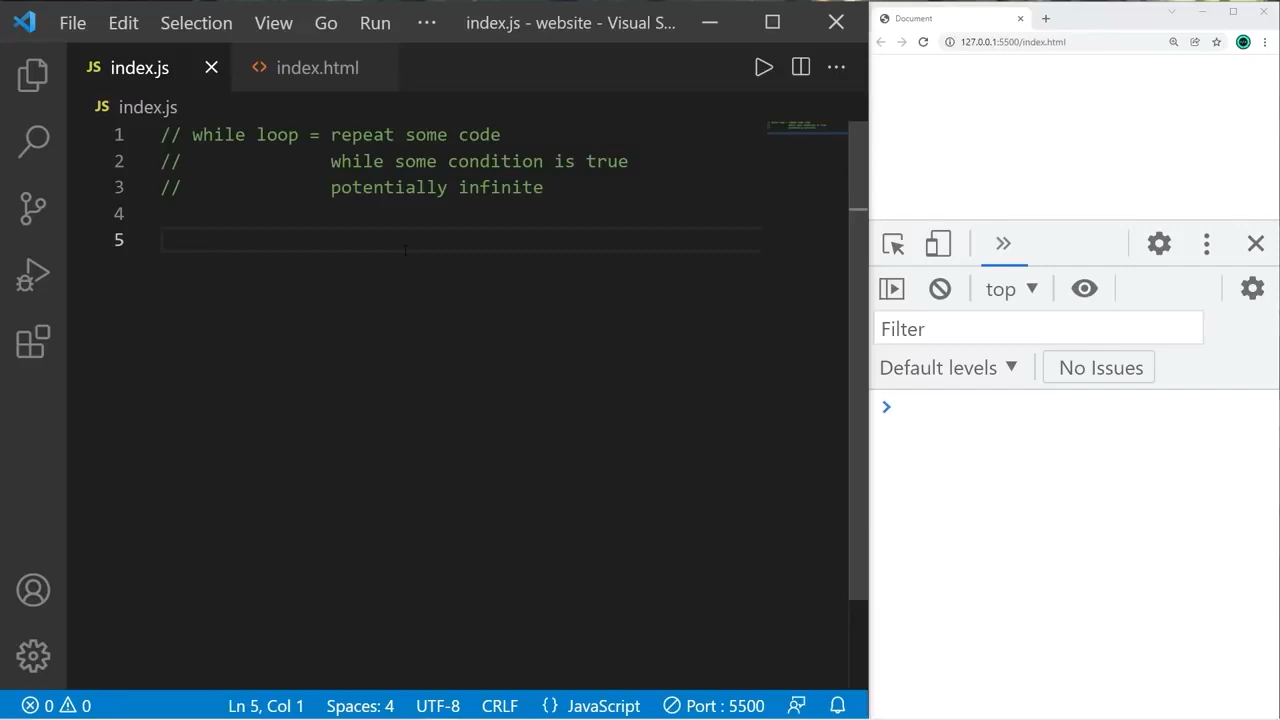 File Edit Selection View Go Run ··· index.js - website - Visual S...
JS index.js <> index.html
JS index.js
1 // while loop = repeat some code
2 // while some condition is true
3 // potentially infinite
4
5
0 0 Ln 5, Col 1 Spaces: 4 UTF-8 CRLF {} JavaScript Port : 5500
Document
127.0.0.1:5500/index.html
top
Filter
Default levels No Issues